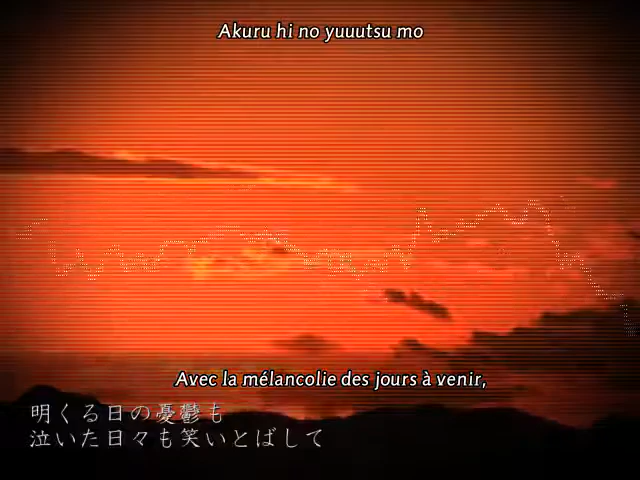 Akuru hi no yuuutsu mo
Avec la mélancolie des jours à venir,
明くる日の憂鬱も
泣いた日々も笑いとばして